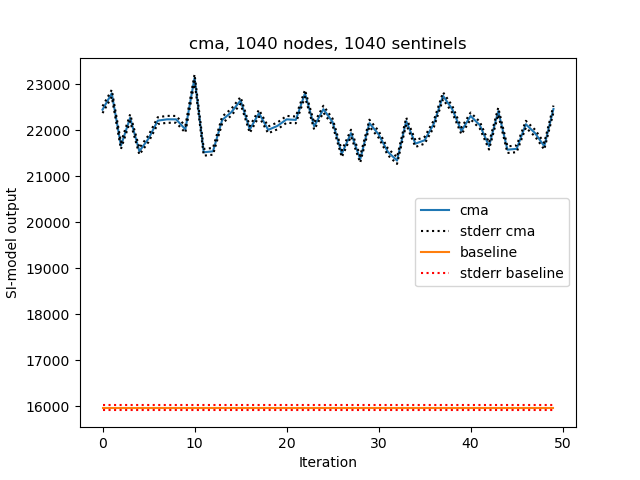 cma, 1040 nodes, 1040 sentinels
23000
22000
21000
20000
19000
18000
17000
16000
SI-model output
cma
stderr cma
baseline
stderr baseline
0 10 20 30 40 50
Iteration